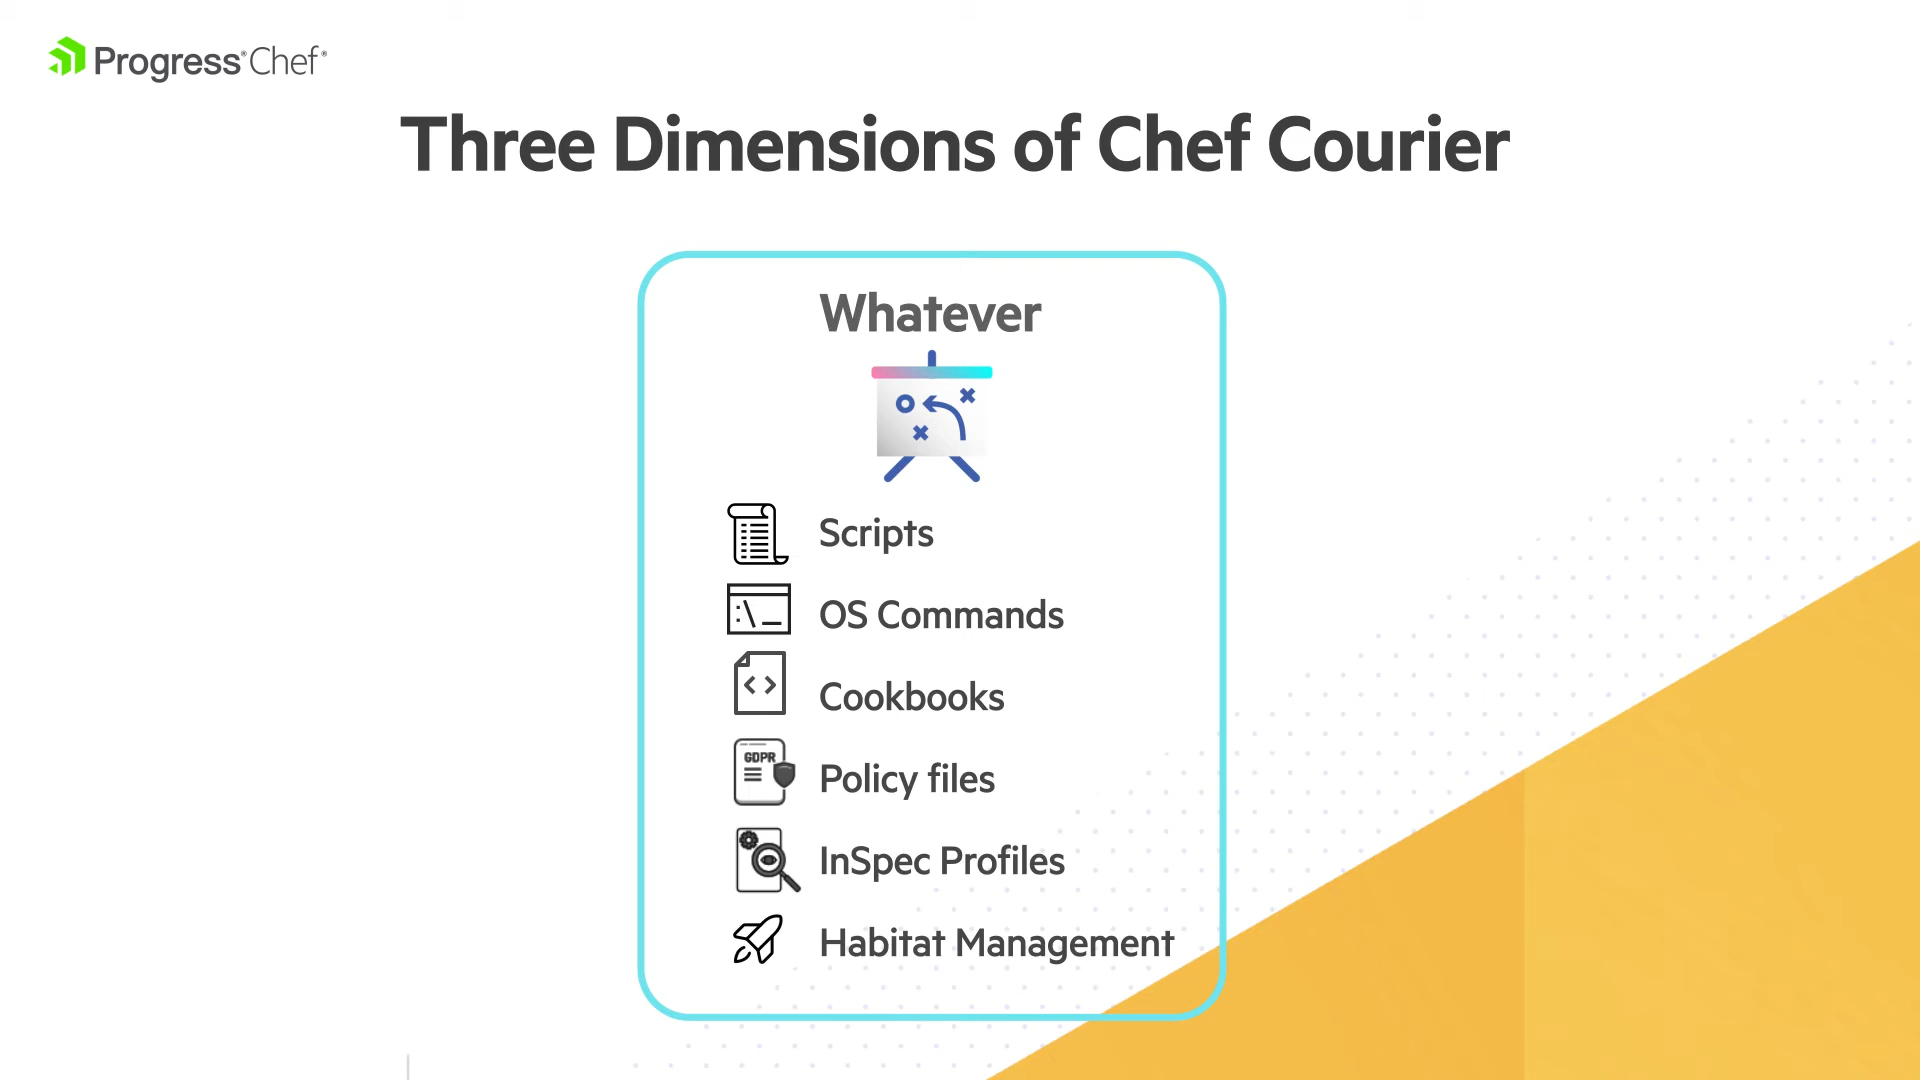 Progress® Chef®
Three Dimensions of Chef Courier
Whatever
Scripts
:\_
OS Commands
< >
Cookbooks
GDPR
Policy files
InSpec Profiles
Habitat Management